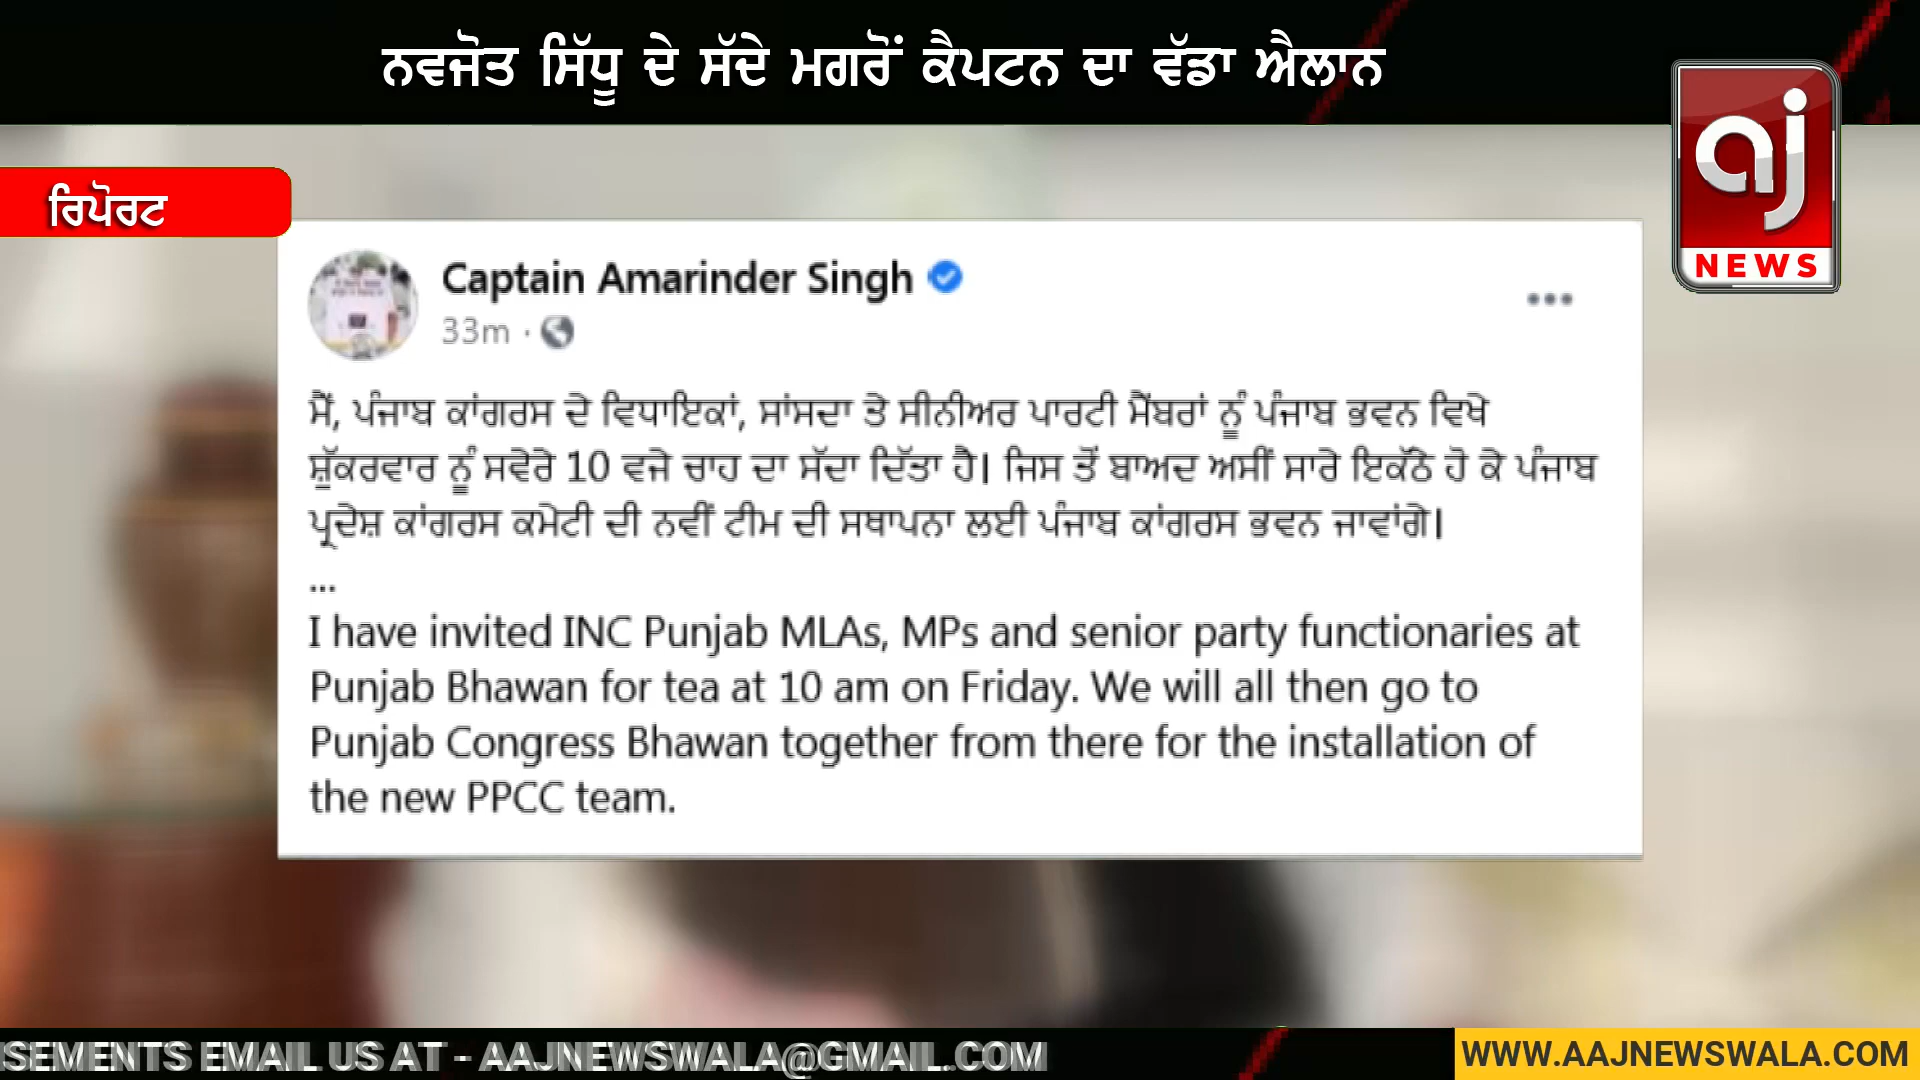 ਨਵਜੋਤ ਸਿੱਧੂ ਦੇ ਸੱਦੇ ਮਗਰੋਂ ਕੈਪਟਨ ਦਾ ਵੱਡਾ ਐਲਾਨ
aj
NEWS
ਰਿਪੋਰਟ
Captain Amarinder Singh
33m ·
ਮੈਂ, ਪੰਜਾਬ ਕਾਂਗਰਸ ਦੇ ਵਿਧਾਇਕਾਂ, ਸਾਂਸਦਾ ਤੇ ਸੀਨੀਅਰ ਪਾਰਟੀ ਮੈਂਬਰਾਂ ਨੂੰ ਪੰਜਾਬ ਭਵਨ ਵਿਖੇ
ਸ਼ੁੱਕਰਵਾਰ ਨੂੰ ਸਵੇਰੇ 10 ਵਜੇ ਚਾਹ ਦਾ ਸੱਦਾ ਦਿੱਤਾ ਹੈ। ਜਿਸ ਤੋਂ ਬਾਅਦ ਅਸੀਂ ਸਾਰੇ ਇਕੱਠੇ ਹੋ ਕੇ ਪੰਜਾਬ
ਪ੍ਰਦੇਸ਼ ਕਾਂਗਰਸ ਕਮੇਟੀ ਦੀ ਨਵੀਂ ਟੀਮ ਦੀ ਸਥਾਪਨਾ ਲਈ ਪੰਜਾਬ ਕਾਂਗਰਸ ਭਵਨ ਜਾਵਾਂਗੇ।
...
I have invited INC Punjab MLAs, MPs and senior party functionaries at
Punjab Bhawan for tea at 10 am on Friday. We will all then go to
Punjab Congress Bhawan together from there for the installation of
the new PPCC team.
SEMENTS EMAIL US AT - AAJNEWSWALA@GMAIL.COM
WWW.AAJNEWSWALA.COM